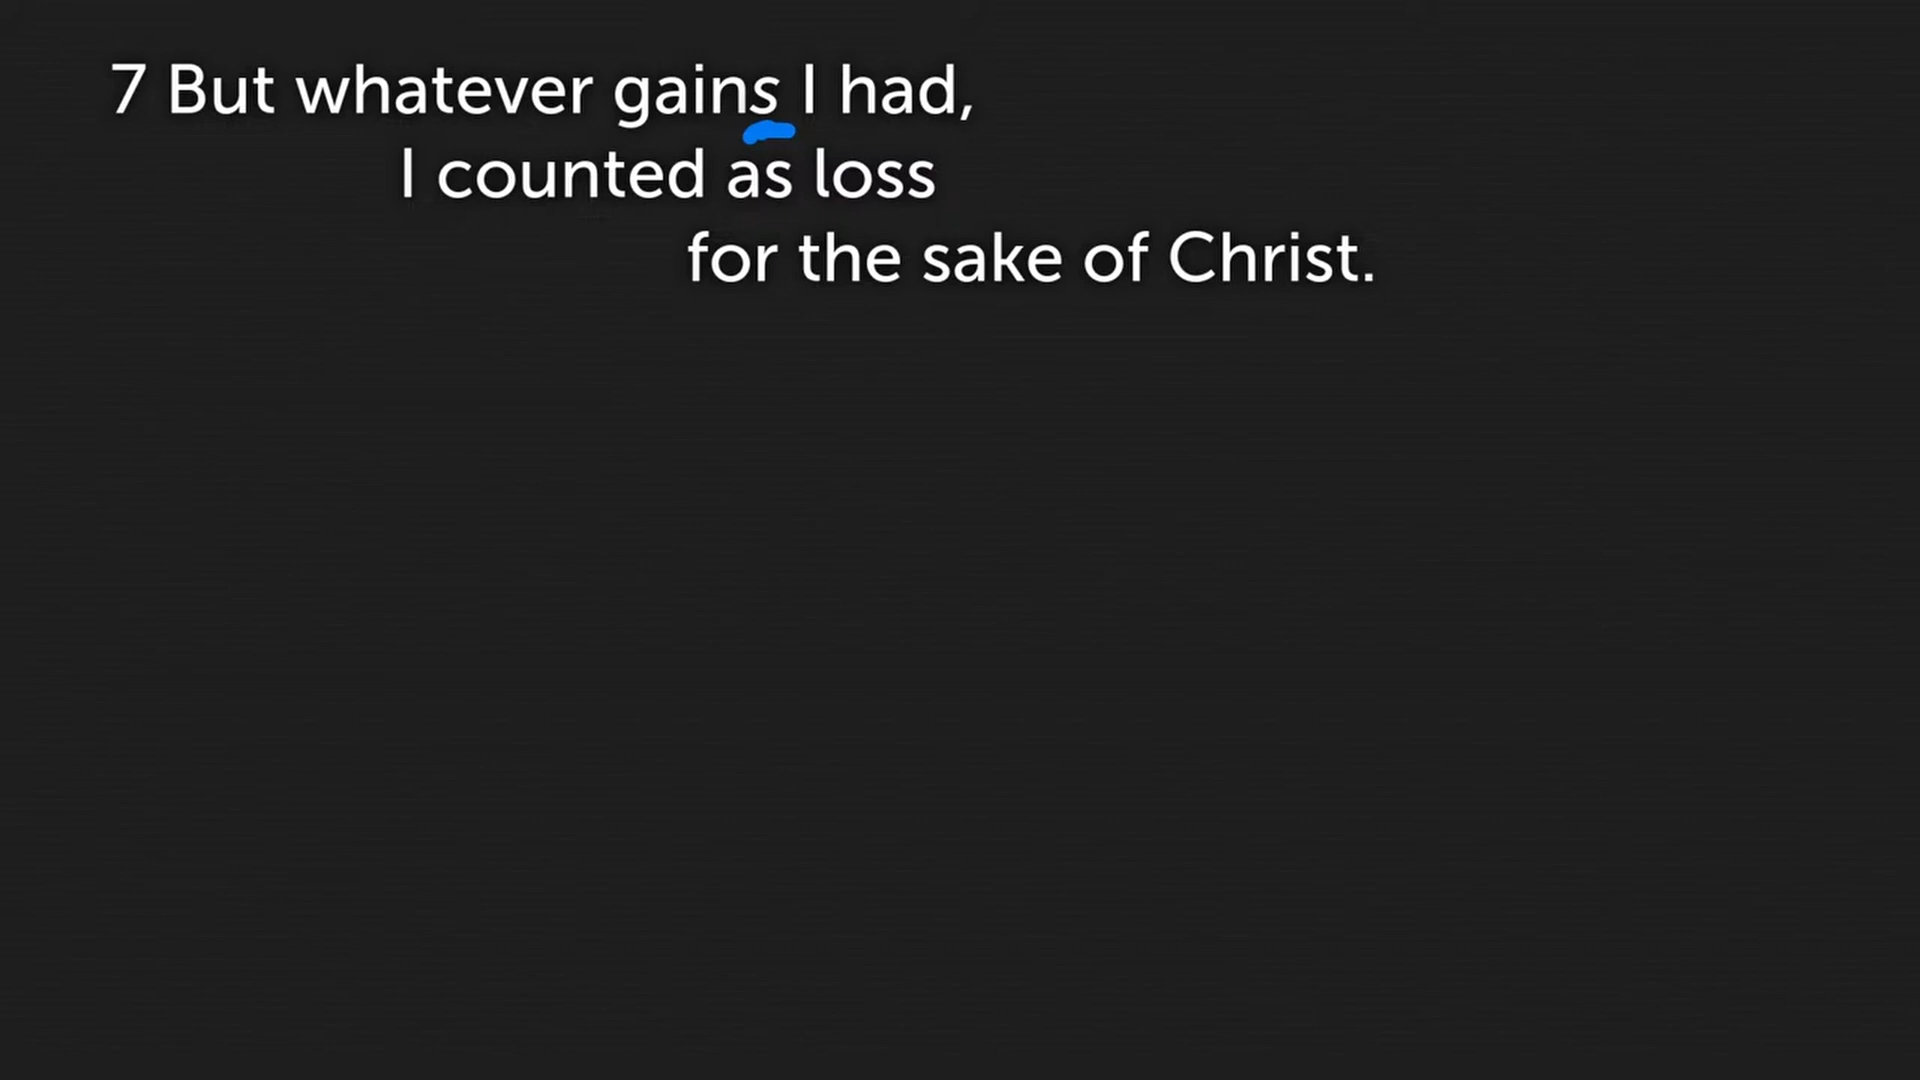 7 But whatever gains I had,
I counted as loss
for the sake of Christ.